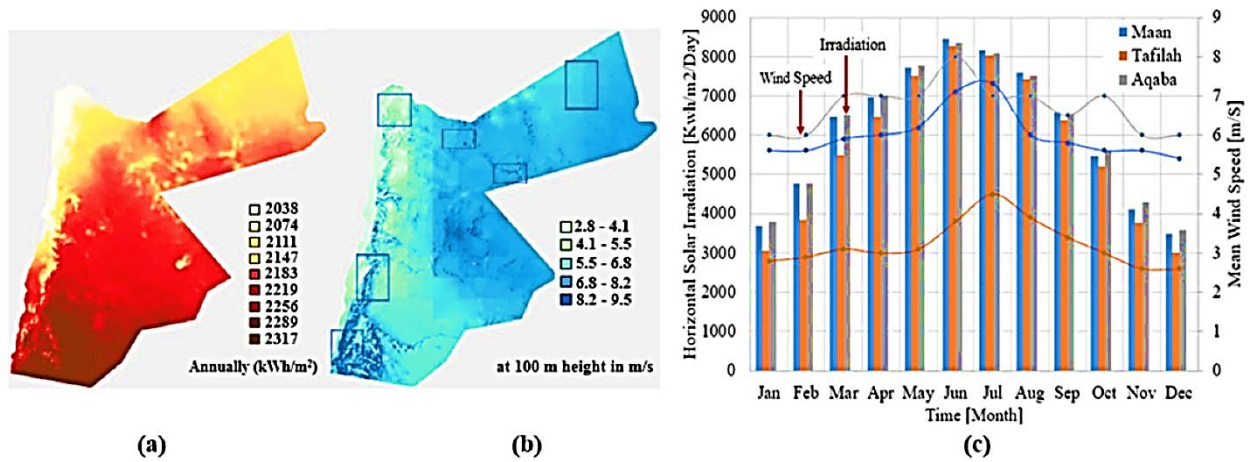 2038
2074
2111
2147
2183
2219
2256
2289
2317
Annually (kWh/m²)
(a)
2.8 - 4.1
4.1 - 5.5
5.5 - 6.8
6.8 - 8.2
8.2 - 9.5
at 100 m height in m/s
(b)
Horizontal Solar Irradiation [Kwh/m2/Day]
9000
8000
7000
6000
5000
4000
3000
2000
1000
0
Wind Speed
Irradiation
Maan
Tafilah
Aqaba
9
8
7
6
5
4
3
2
1
0
Mean Wind Speed [m/S]
Jan Feb Mar Apr May Jun Jul Aug Sep Oct Nov Dec
Time [Month]
(c)